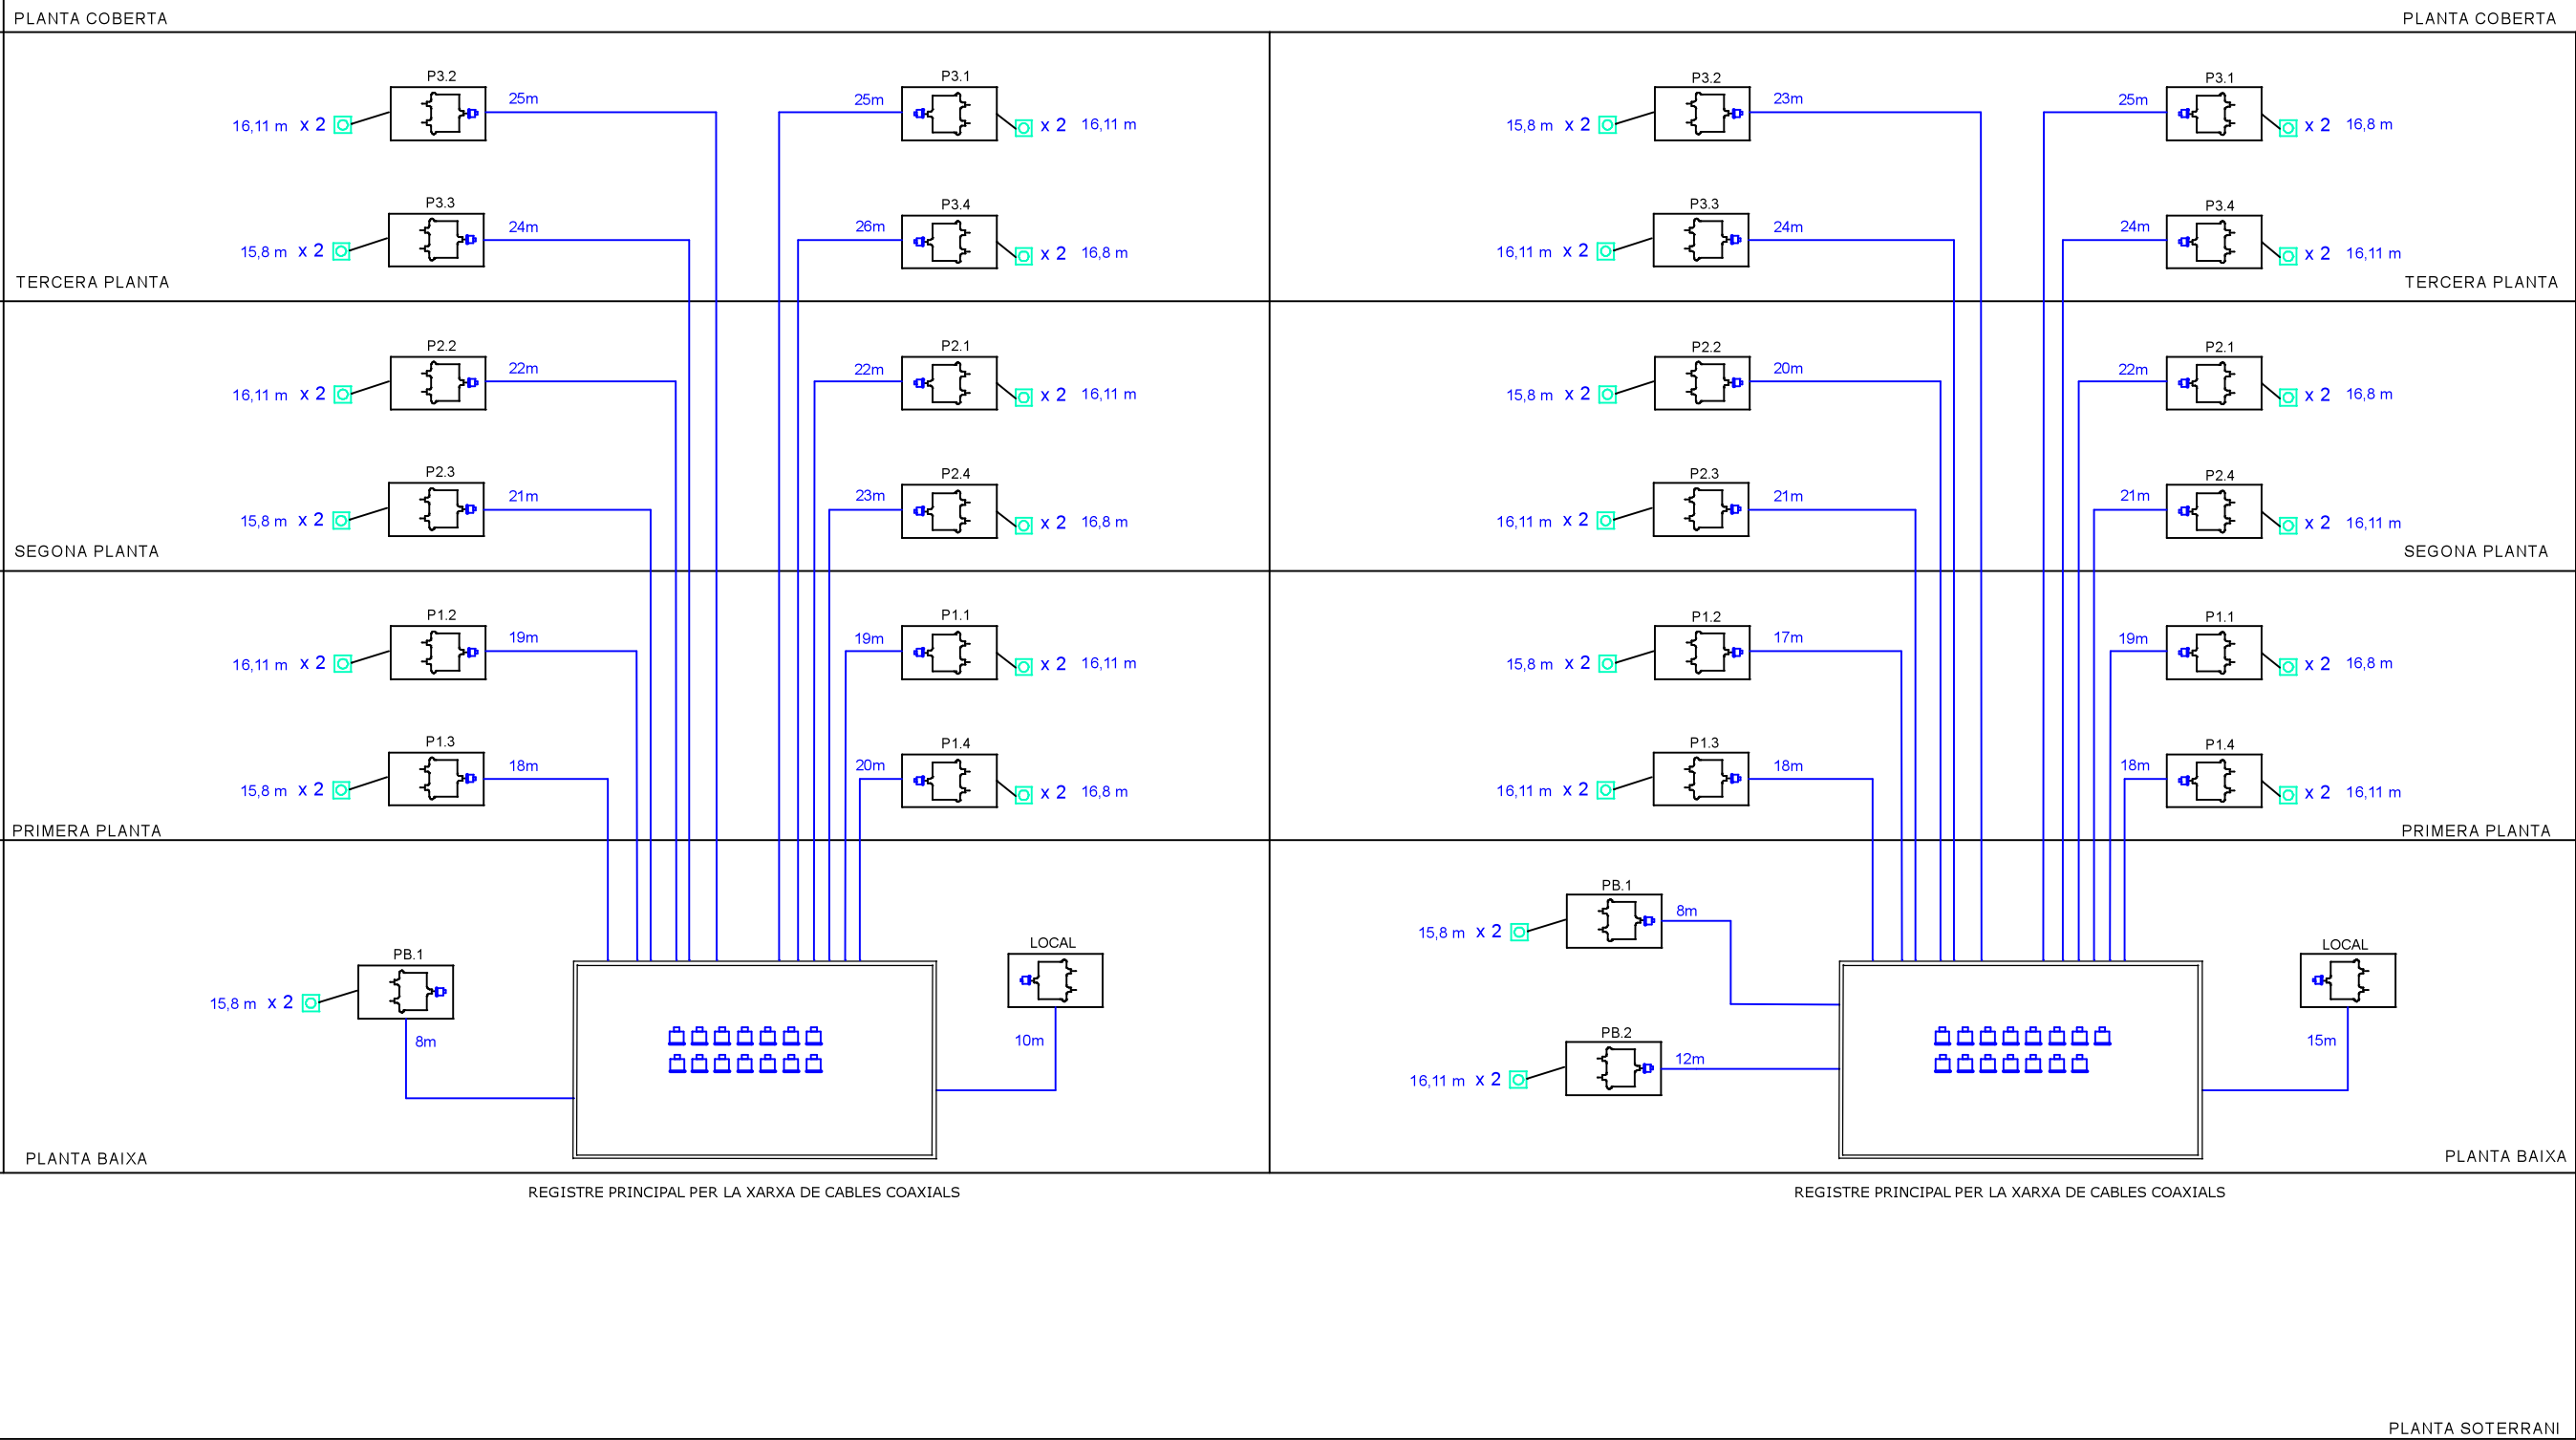 PLANTA COBERTA
PLANTA COBERTA
P3.2
25m
16,11 m x 2
P3.1
25m
x 2 16,11 m
P3.3
24m
15,8 m x 2
P3.4
26m
x 2 16,8 m
TERCERA PLANTA
P3.2
23m
15,8 m x 2
P3.1
25m
x 2 16,8 m
P3.3
24m
16,11 m x 2
P3.4
24m
x 2 16,11 m
TERCERA PLANTA
P2.2
22m
16,11 m x 2
P2.1
22m
x 2 16,11 m
P2.3
21m
15,8 m x 2
P2.4
23m
x 2 16,8 m
SEGONA PLANTA
P2.2
20m
15,8 m x 2
P2.1
22m
x 2 16,8 m
P2.3
21m
16,11 m x 2
P2.4
21m
x 2 16,11 m
SEGONA PLANTA
P1.2
19m
16,11 m x 2
P1.1
19m
x 2 16,11 m
P1.3
18m
15,8 m x 2
P1.4
20m
x 2 16,8 m
PRIMERA PLANTA
P1.2
17m
15,8 m x 2
P1.1
19m
x 2 16,8 m
P1.3
18m
16,11 m x 2
P1.4
18m
x 2 16,11 m
PRIMERA PLANTA
PB.1
15,8 m x 2
8m
LOCAL
10m
PLANTA BAIXA
PB.1
8m
15,8 m x 2
PB.2
12m
16,11 m x 2
LOCAL
15m
PLANTA BAIXA
REGISTRE PRINCIPAL PER LA XARXA DE CABLES COAXIALS
REGISTRE PRINCIPAL PER LA XARXA DE CABLES COAXIALS
PLANTA SOTERRANI